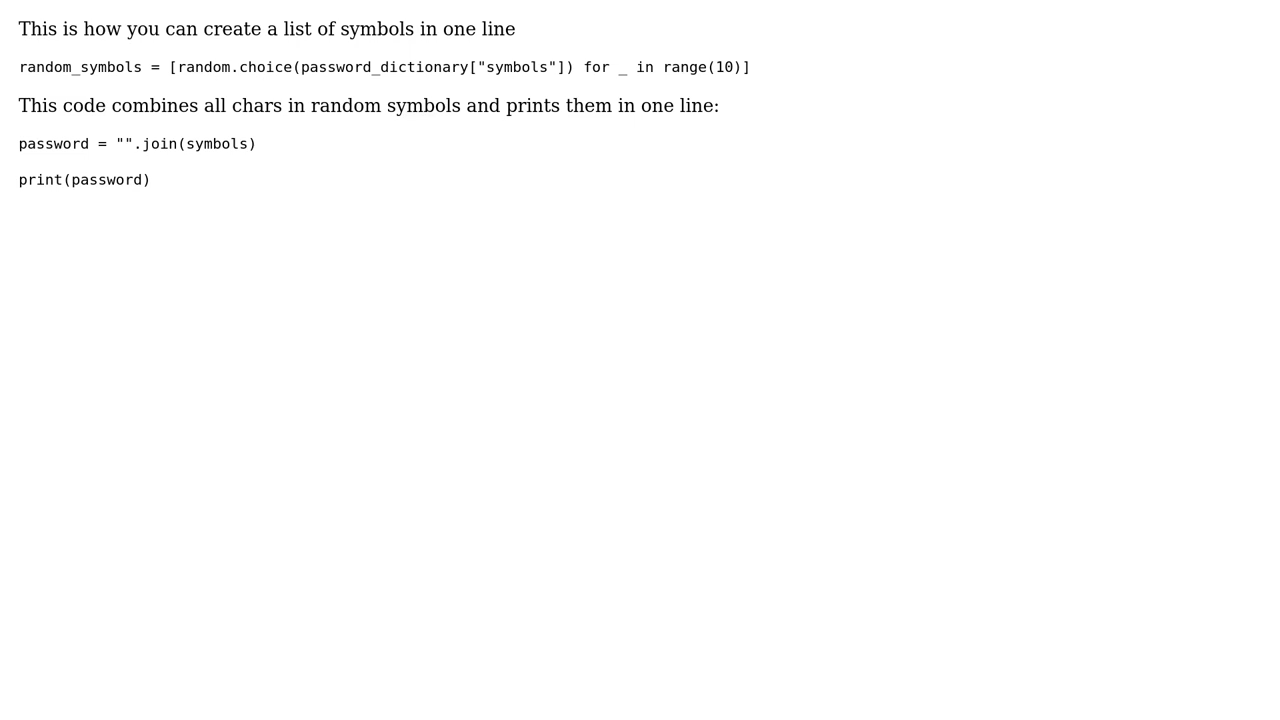 This is how you can create a list of symbols in one line
random_symbols = [random.choice(password_dictionary["symbols"]) for _ in range(10)]
This code combines all chars in random symbols and prints them in one line:
password = "".join(symbols)
print(password)